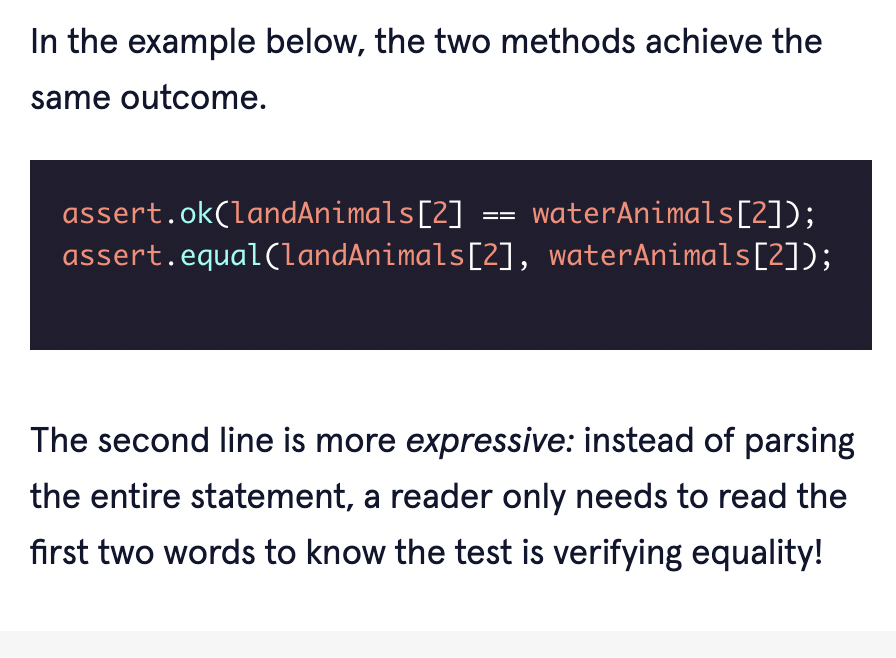 In the example below, the two methods achieve the
same outcome.
assert.ok(landAnimals[2] == waterAnimals[2]);
assert.equal(landAnimals[2], waterAnimals[2]);
The second line is more expressive: instead of parsing
the entire statement, a reader only needs to read the
first two words to know the test is verifying equality!